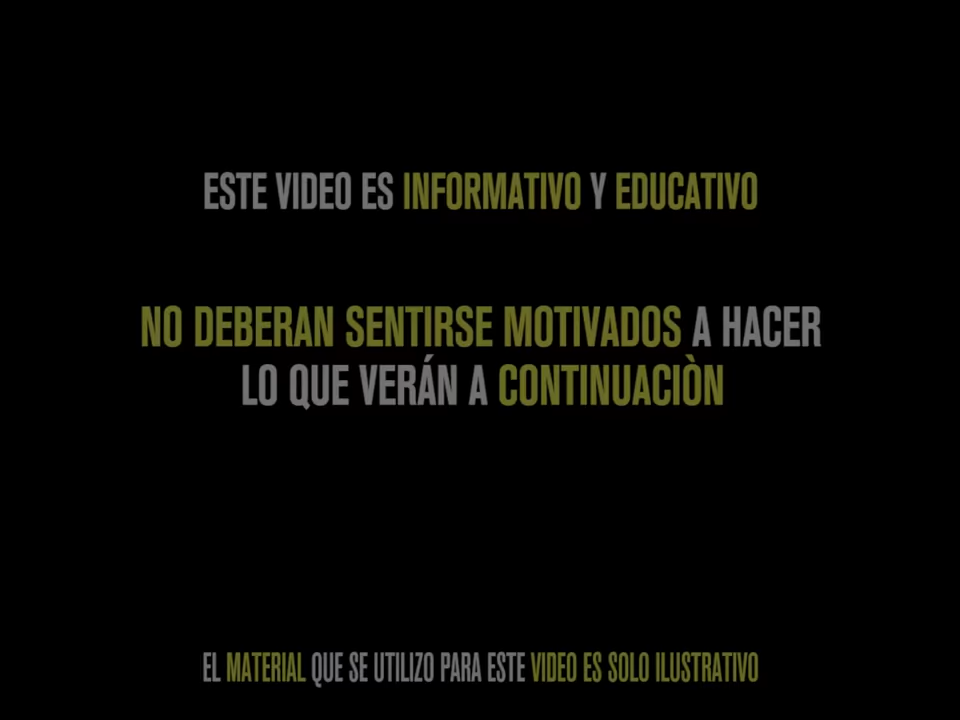 ESTE VIDEO ES INFORMATIVO Y EDUCATIVO
NO DEBERAN SENTIRSE MOTIVADOS A HACER
LO QUE VERÁN A CONTINUACIÒN
EL MATERIAL QUE SE UTILIZO PARA ESTE VIDEO ES SOLO ILUSTRATIVO